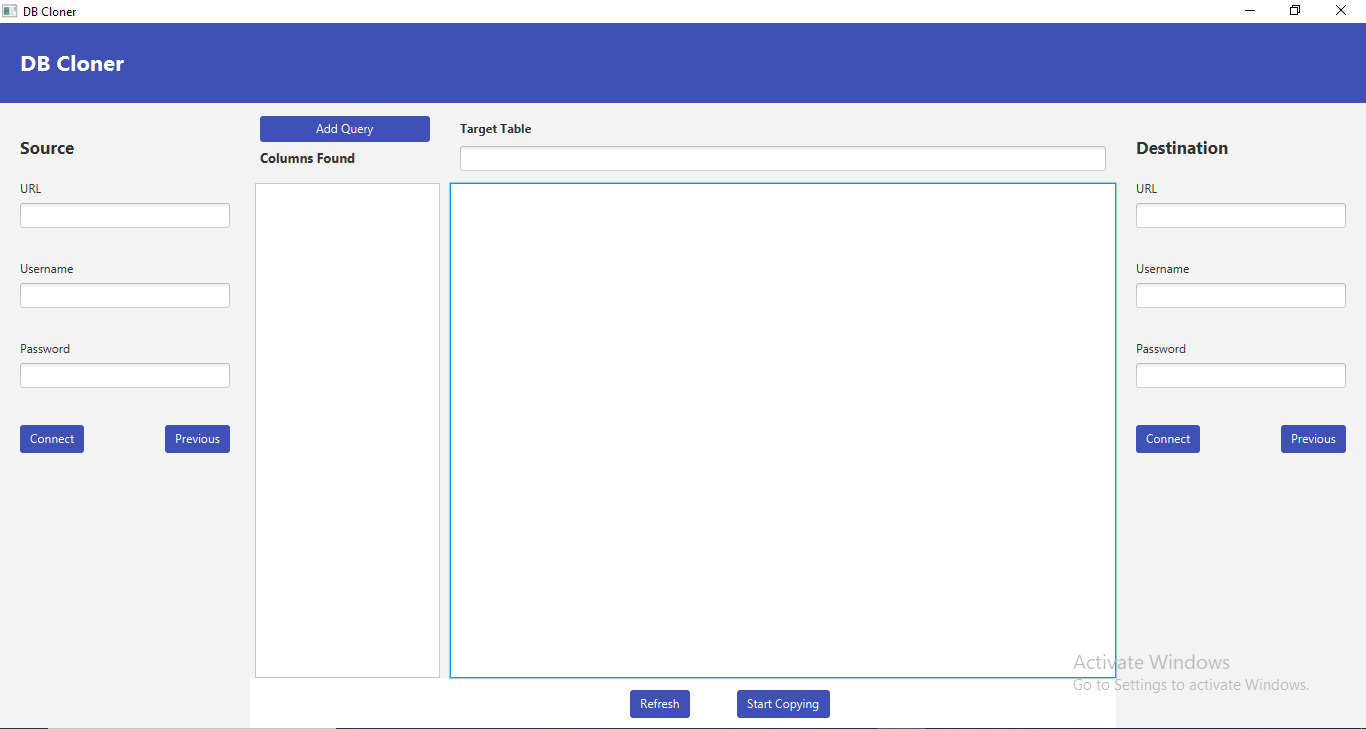 DB Cloner
DB Cloner
Source
URL
Username
Password
Connect
Previous
Add Query
Columns Found
Target Table
Refresh
Start Copying
Destination
URL
Username
Password
Connect
Previous
Activate Windows
Go to Settings to activate Windows.